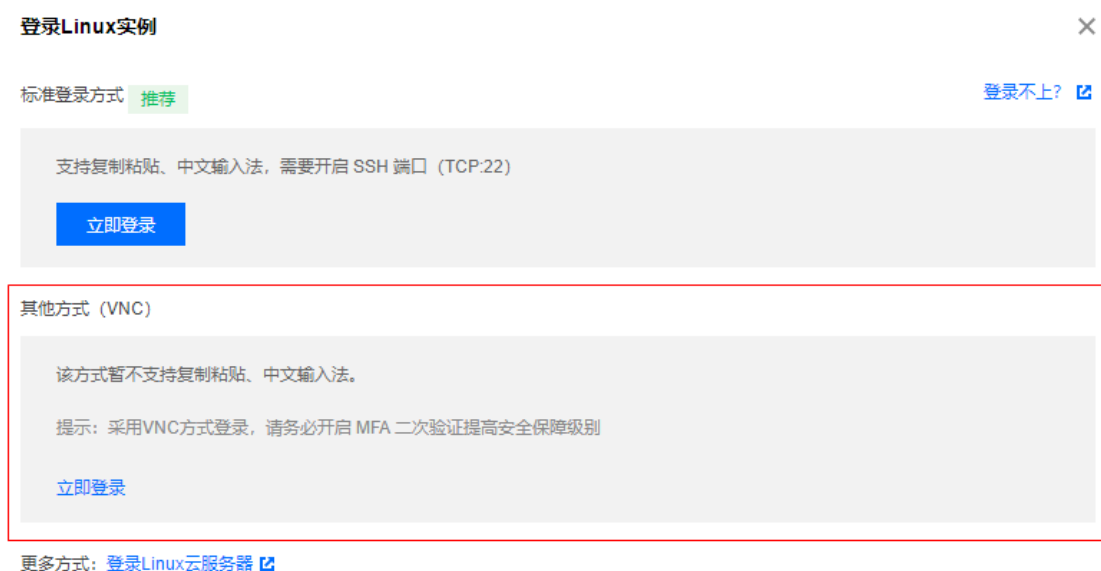 登录Linux实例
标准登录方式 推荐 登录不上?
支持复制粘贴、中文输入法，需要开启 SSH 端口（TCP:22）
立即登录
其他方式（VNC）
该方式暂不支持复制粘贴、中文输入法。
提示：采用VNC方式登录，请务必开启 MFA 二次验证提高安全保障级别
立即登录
更多方式：登录Linux云服务器